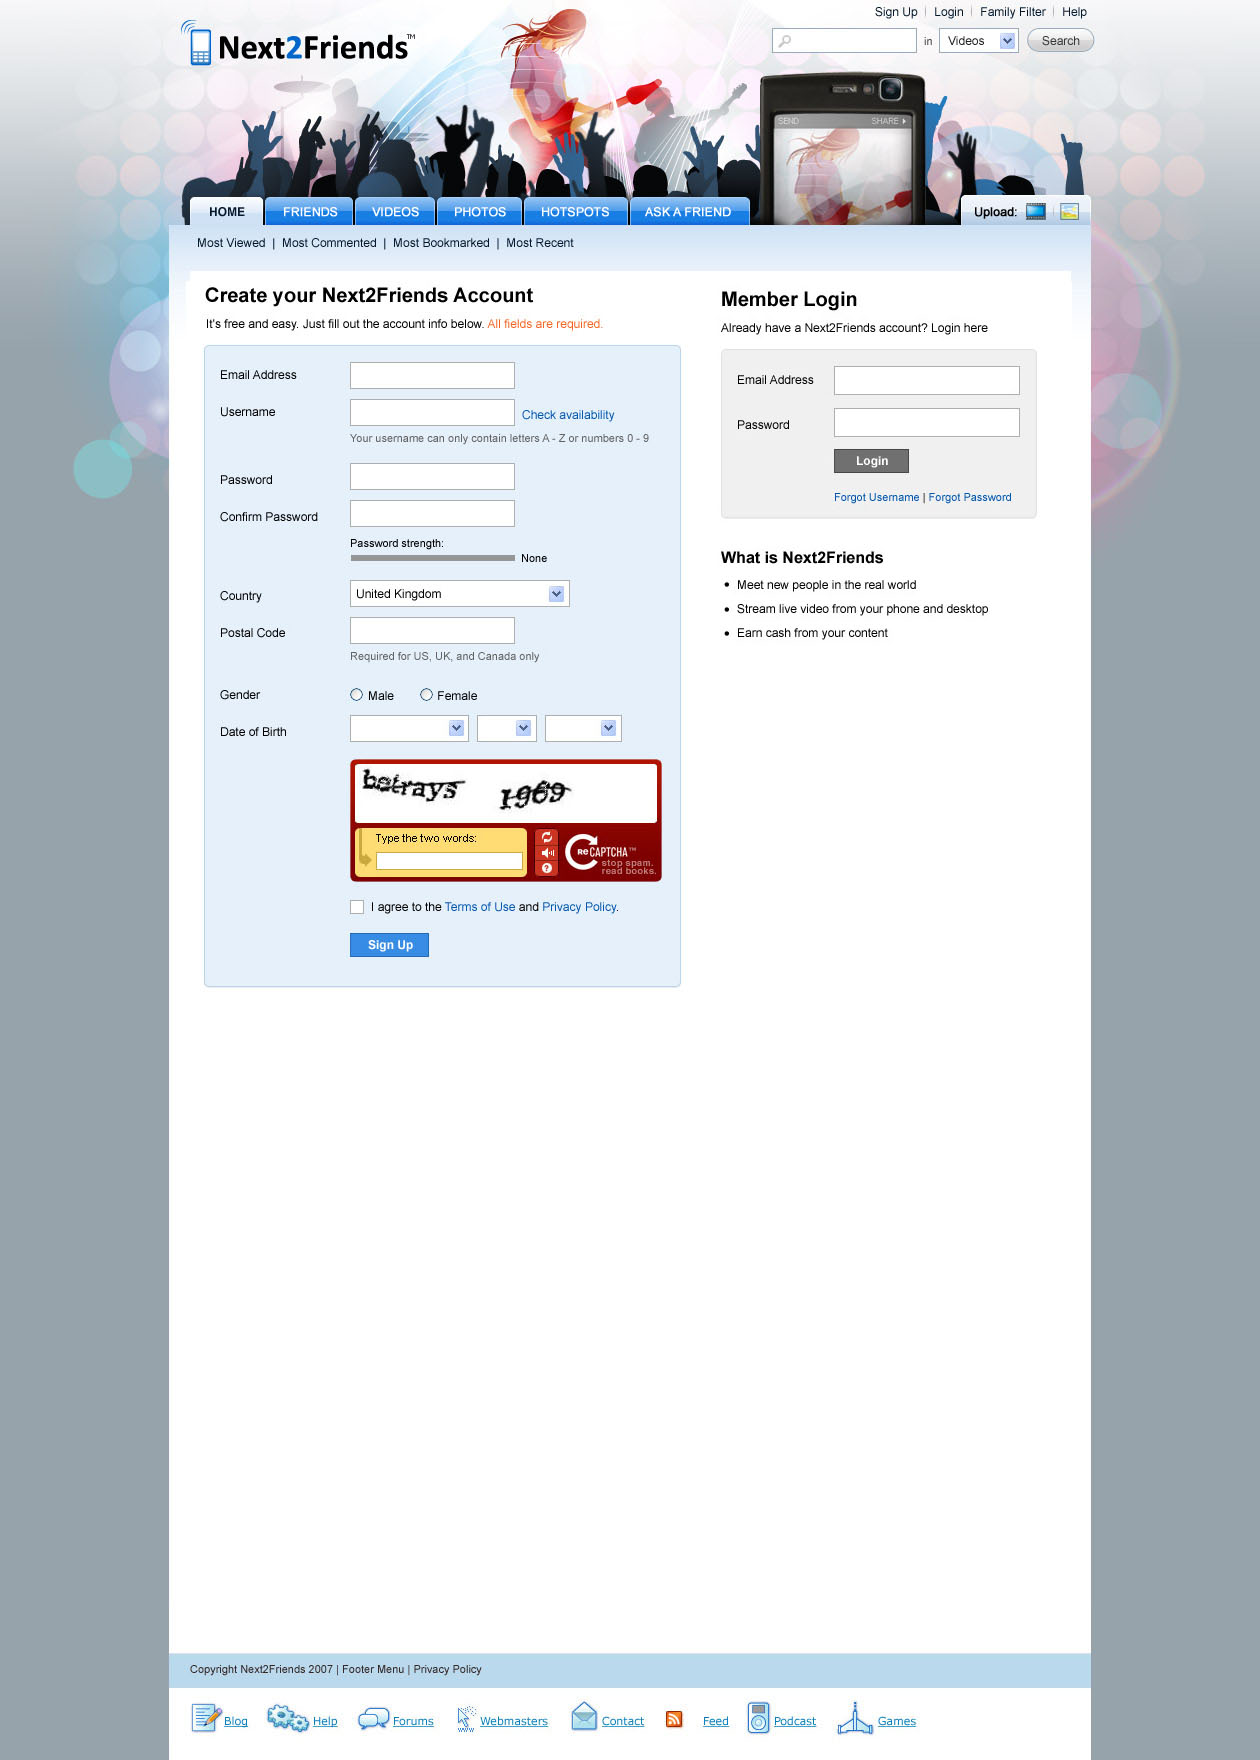 Sign Up | Login | Family Filter | Help
Next2Friends™
in Videos Search
SEND SHARE
HOME FRIENDS VIDEOS PHOTOS HOTSPOTS ASK A FRIEND Upload:
Most Viewed | Most Commented | Most Bookmarked | Most Recent
Create your Next2Friends Account
It's free and easy. Just fill out the account info below. All fields are required.
Email Address
Username Check availability
Your username can only contain letters A - Z or numbers 0 - 9
Password
Confirm Password
Password strength:
None
Country United Kingdom
Postal Code
Required for US, UK, and Canada only
Gender Male Female
Date of Birth
betrays 1969
Type the two words:
reCAPTCHA™
stop spam.
read books.
I agree to the Terms of Use and Privacy Policy.
Sign Up
Member Login
Already have a Next2Friends account? Login here
Email Address
Password
Login
Forgot Username | Forgot Password
What is Next2Friends
• Meet new people in the real world
• Stream live video from your phone and desktop
• Earn cash from your content
Copyright Next2Friends 2007 | Footer Menu | Privacy Policy
Blog Help Forums Webmasters Contact Feed Podcast Games